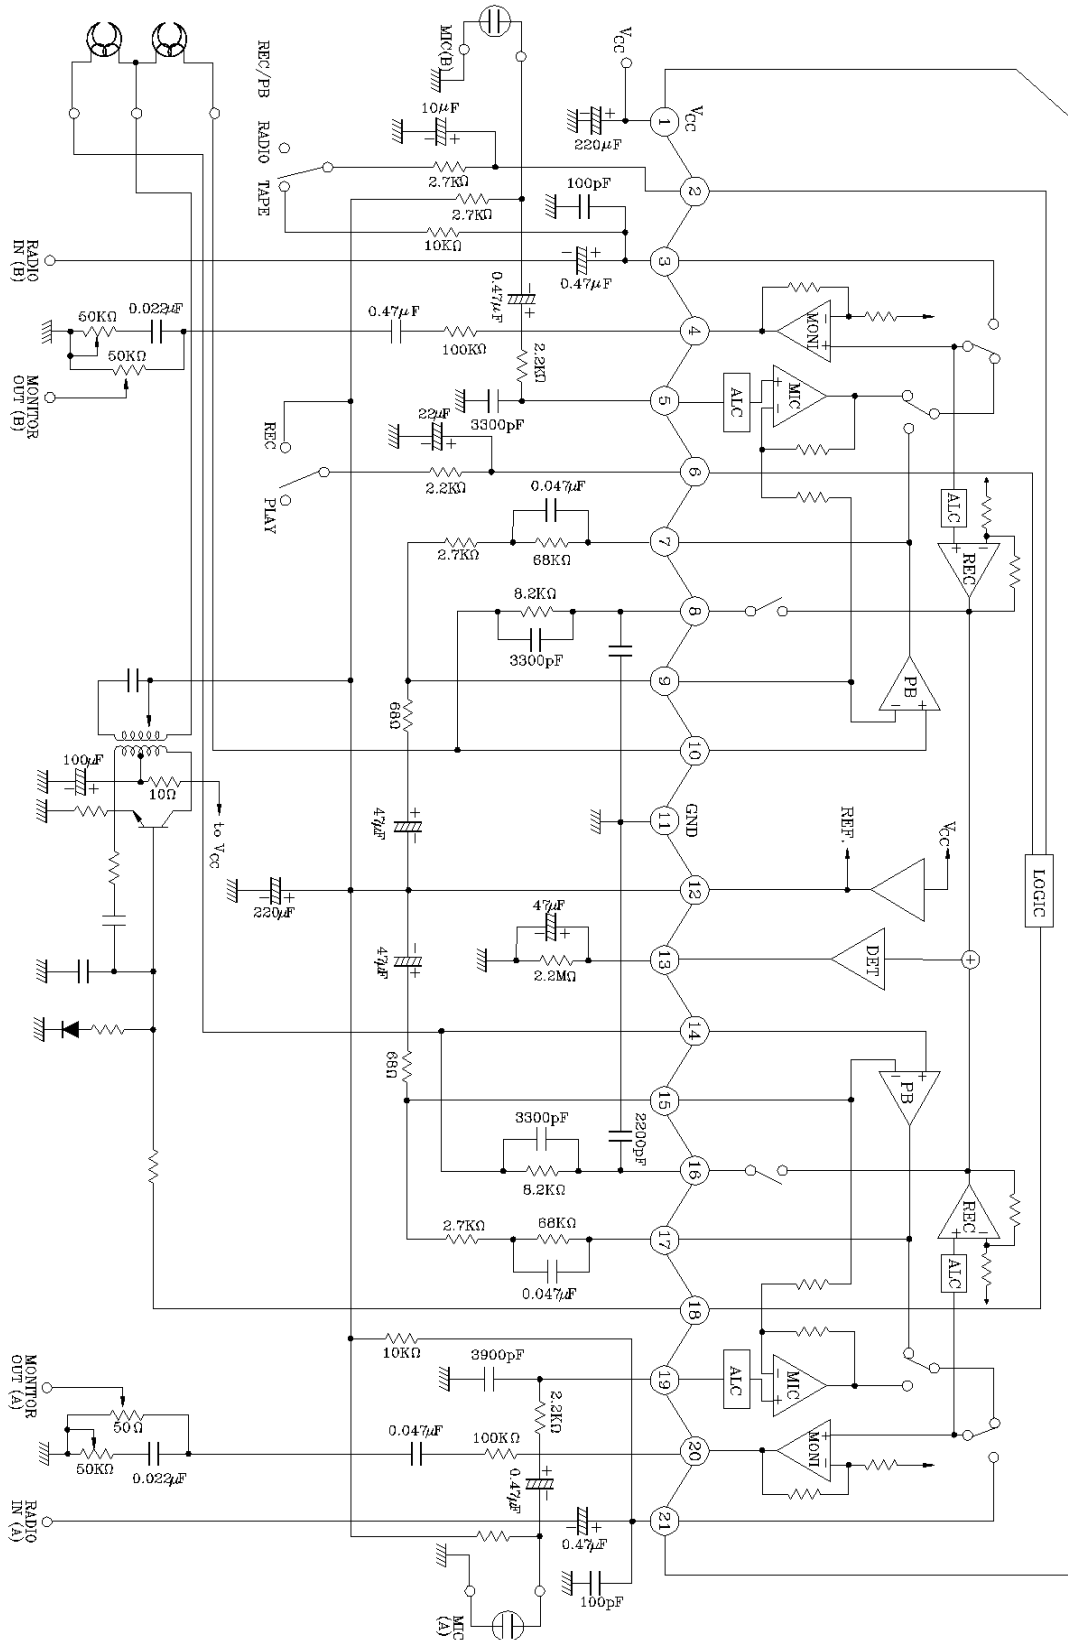 MIC(B)
VCC
1
VCC
220µF
REC/PB
RADIO
TAPE
10µF
2.7KΩ
2.7KΩ
10KΩ
100pF
2
RADIO
IN (B)
0.47µF
3
0.47µF
50KΩ
0.022µF
50KΩ
MONITOR
OUT (B)
0.47µF
100KΩ
4
MONI
2.2KΩ
3300pF
5
ALC
MIC
REC
PLAY
22µF
2.2KΩ
6
ALC
REC
0.047µF
2.7KΩ
68KΩ
7
8.2KΩ
3300pF
8
9
PB
68Ω
10
100µF
10Ω
to VCC
47µF
GND
11
REF.
VCC
LOGIC
220µF
12
47µF
47µF
2.2MΩ
13
DET
14
68Ω
15
PB
3300pF
8.2KΩ
2200pF
16
REC
ALC
2.7KΩ
68KΩ
0.047µF
17
18
10KΩ
3900pF
19
ALC
MIC
MONITOR
OUT (A)
50Ω
50KΩ
0.022µF
0.047µF
100KΩ
2.2KΩ
20
MONI
0.47µF
RADIO
IN (A)
0.47µF
21
100pF
MIC
(A)